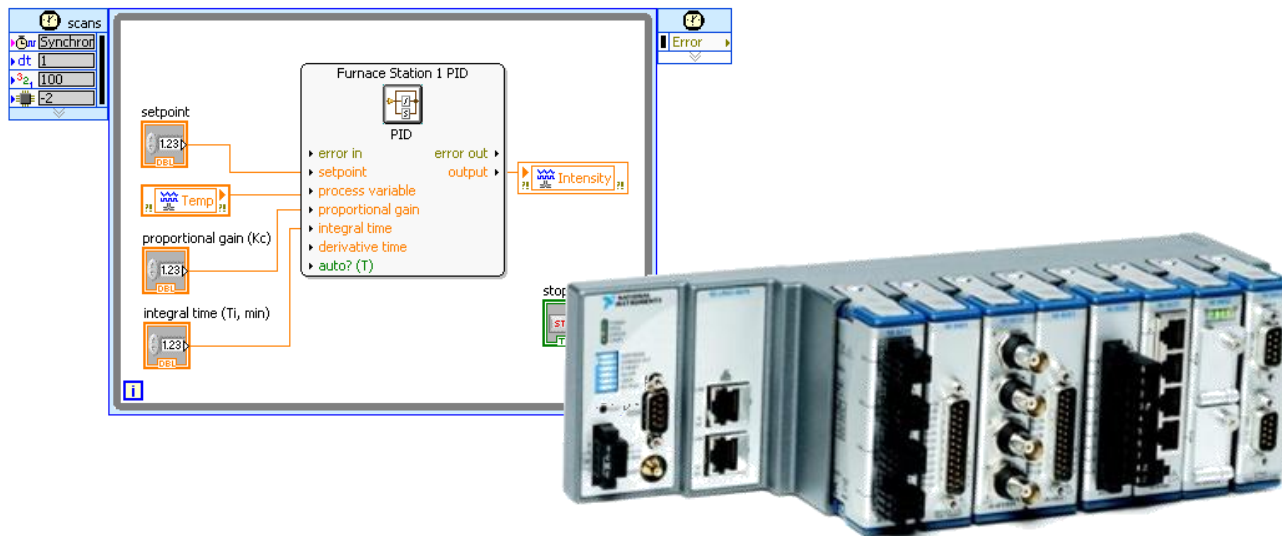 scans
Synchror
dt 1
100
-2
Error
Furnace Station 1 PID
PID
error in error out
setpoint output
process variable
proportional gain
integral time
derivative time
auto? (T)
setpoint
1.23
DBL
?! Temp ?!
proportional gain (Kc)
1.23
DBL
integral time (Ti, min)
1.23
DBL
?! Intensity ?!
stop
ST
T
i
NATIONAL
INSTRUMENTS